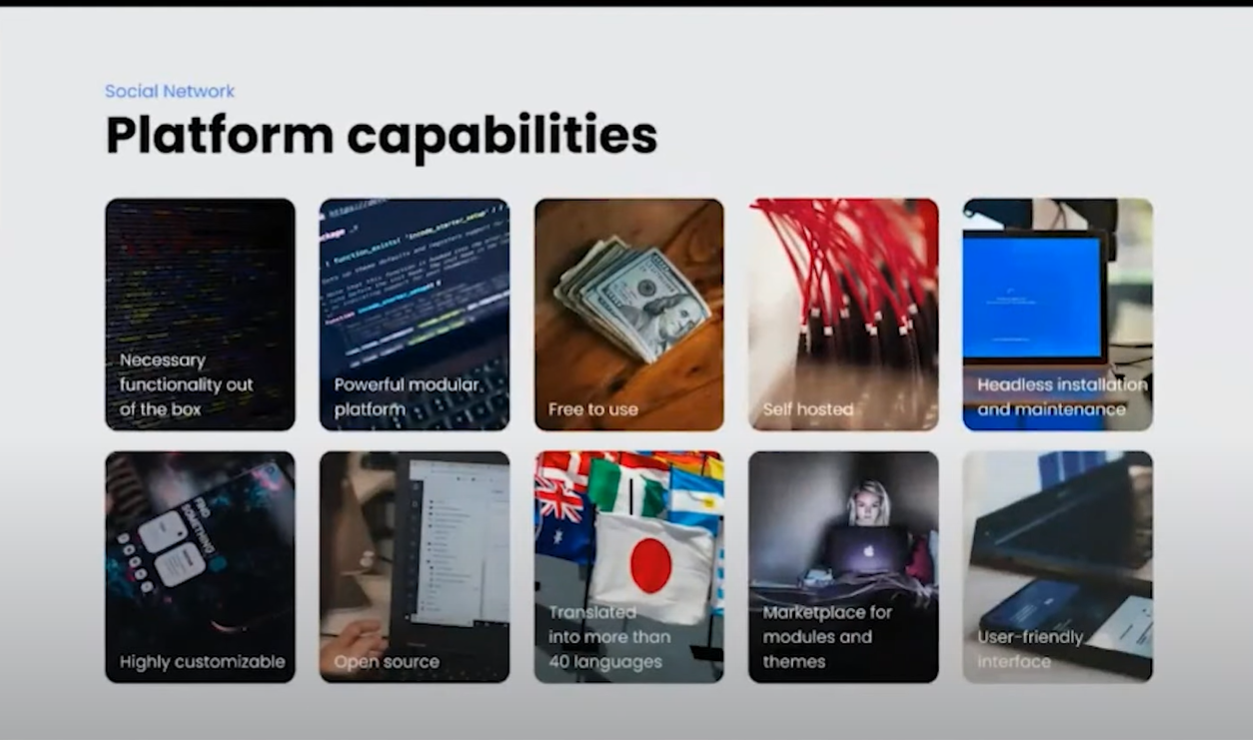 Social Network
Platform capabilities
Necessary
functionality out
of the box
Powerful modular
platform
Free to use
Self hosted
Headless installation
and maintenance
Highly customizable
Open source
Translated
into more than
40 languages
Marketplace for
modules and
themes
User-friendly
interface
FIND
SOMETHING